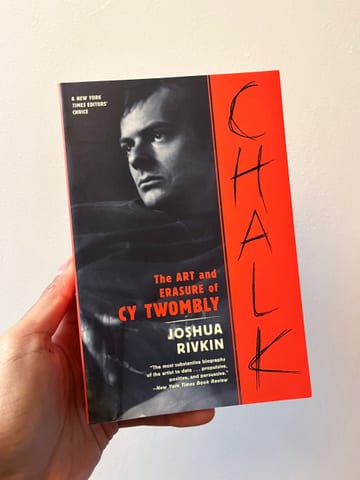 A NEW YORK
TIMES EDITORS'
CHOICE
CHALK
The ART and
ERASURE of
CY TWOMBLY
JOSHUA
RIVKIN
"The most substantive biography
of the artist to date . . . propulsive,
positive, and persuasive."
—New York Times Book Review